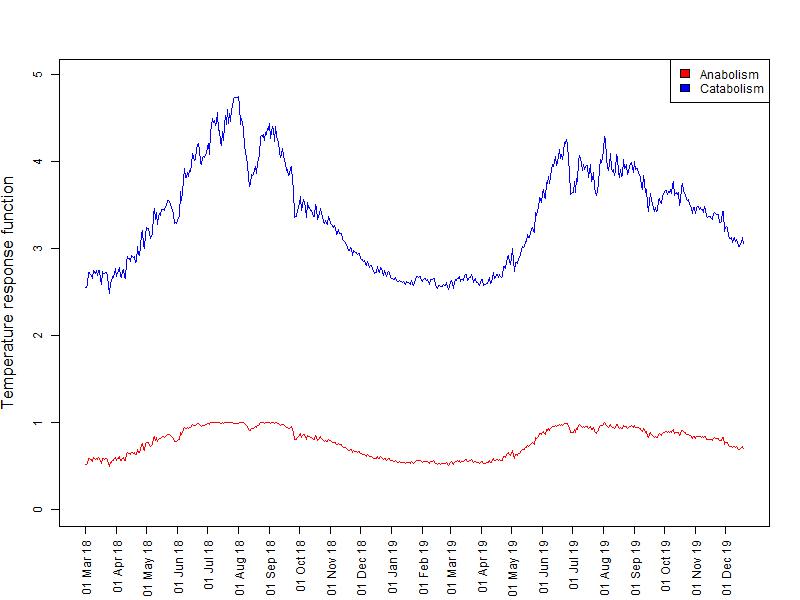 Anabolism
Catabolism
Temperature response function
5
4
3
2
1
0
01 Mar 18
01 Apr 18
01 May 18
01 Jun 18
01 Jul 18
01 Aug 18
01 Sep 18
01 Oct 18
01 Nov 18
01 Dec 18
01 Jan 19
01 Feb 19
01 Mar 19
01 Apr 19
01 May 19
01 Jun 19
01 Jul 19
01 Aug 19
01 Sep 19
01 Oct 19
01 Nov 19
01 Dec 19